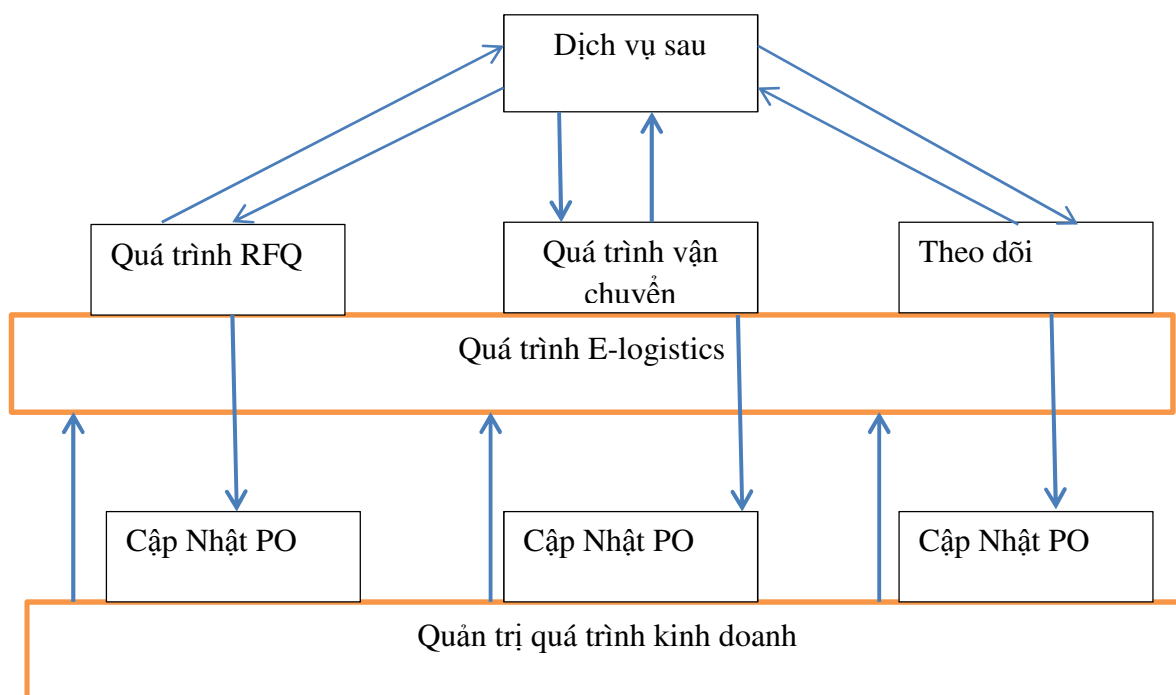 Dịch vụ sau
Quá trình RFQ
Quá trình vận
chuyển
Theo dõi
Quá trình E-logistics
Cập Nhật PO
Cập Nhật PO
Cập Nhật PO
Quản trị quá trình kinh doanh